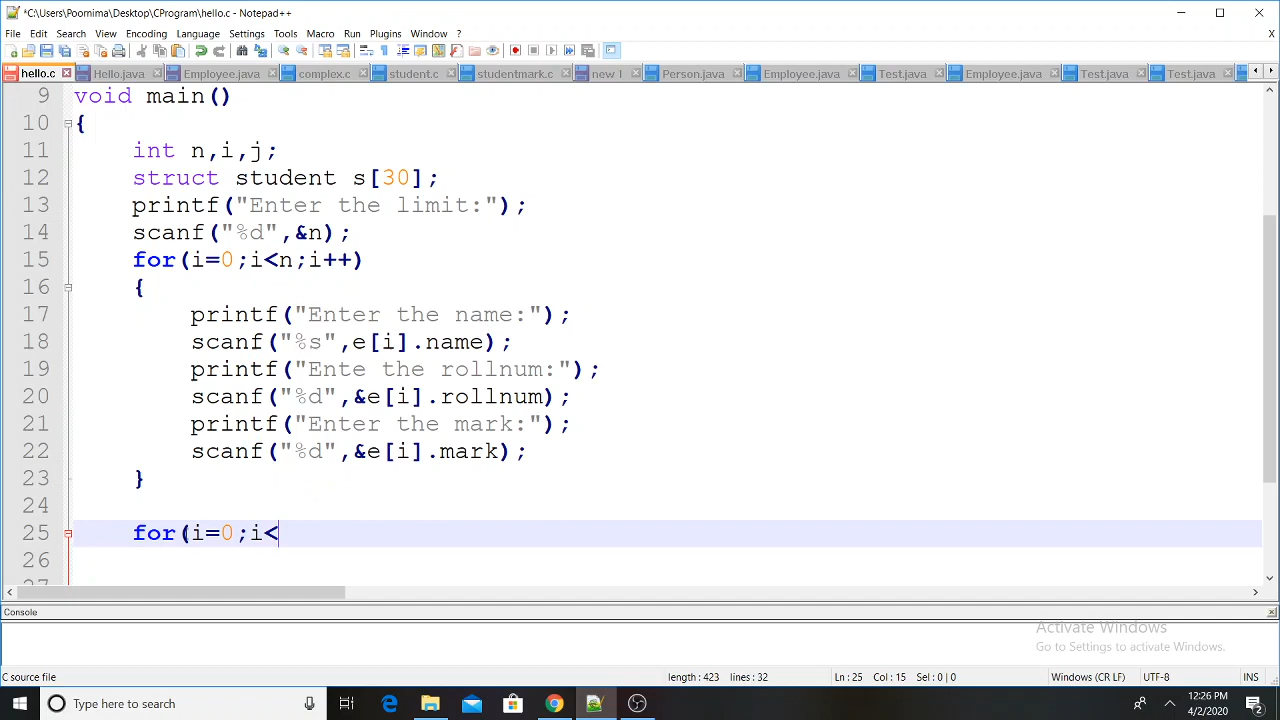 *C:\Users\Poornima\Desktop\CProgram\hello.c - Notepad++
File Edit Search View Encoding Language Settings Tools Macro Run Plugins Window ? X
hello.c Hello.java Employee.java complex.c student.c studentmark.c new 1 Person.java Employee.java Test.java Employee.java Test.java Test.java
9 void main()
10 {
11 int n,i,j;
12 struct student s[30];
13 printf("Enter the limit:");
14 scanf("%d",&n);
15 for(i=0;i<n;i++)
16 {
17 printf("Enter the name:");
18 scanf("%s",e[i].name);
19 printf("Ente the rollnum:");
20 scanf("%d",&e[i].rollnum);
21 printf("Enter the mark:");
22 scanf("%d",&e[i].mark);
23 }
24
25 for(i=0;i<
26
27
Console
Activate Windows
Go to Settings to activate Windows.
C source file length : 423 lines : 32 Ln : 25 Col : 15 Sel : 0 | 0 Windows (CR LF) UTF-8 INS
Type here to search
12:26 PM
4/2/2020
2